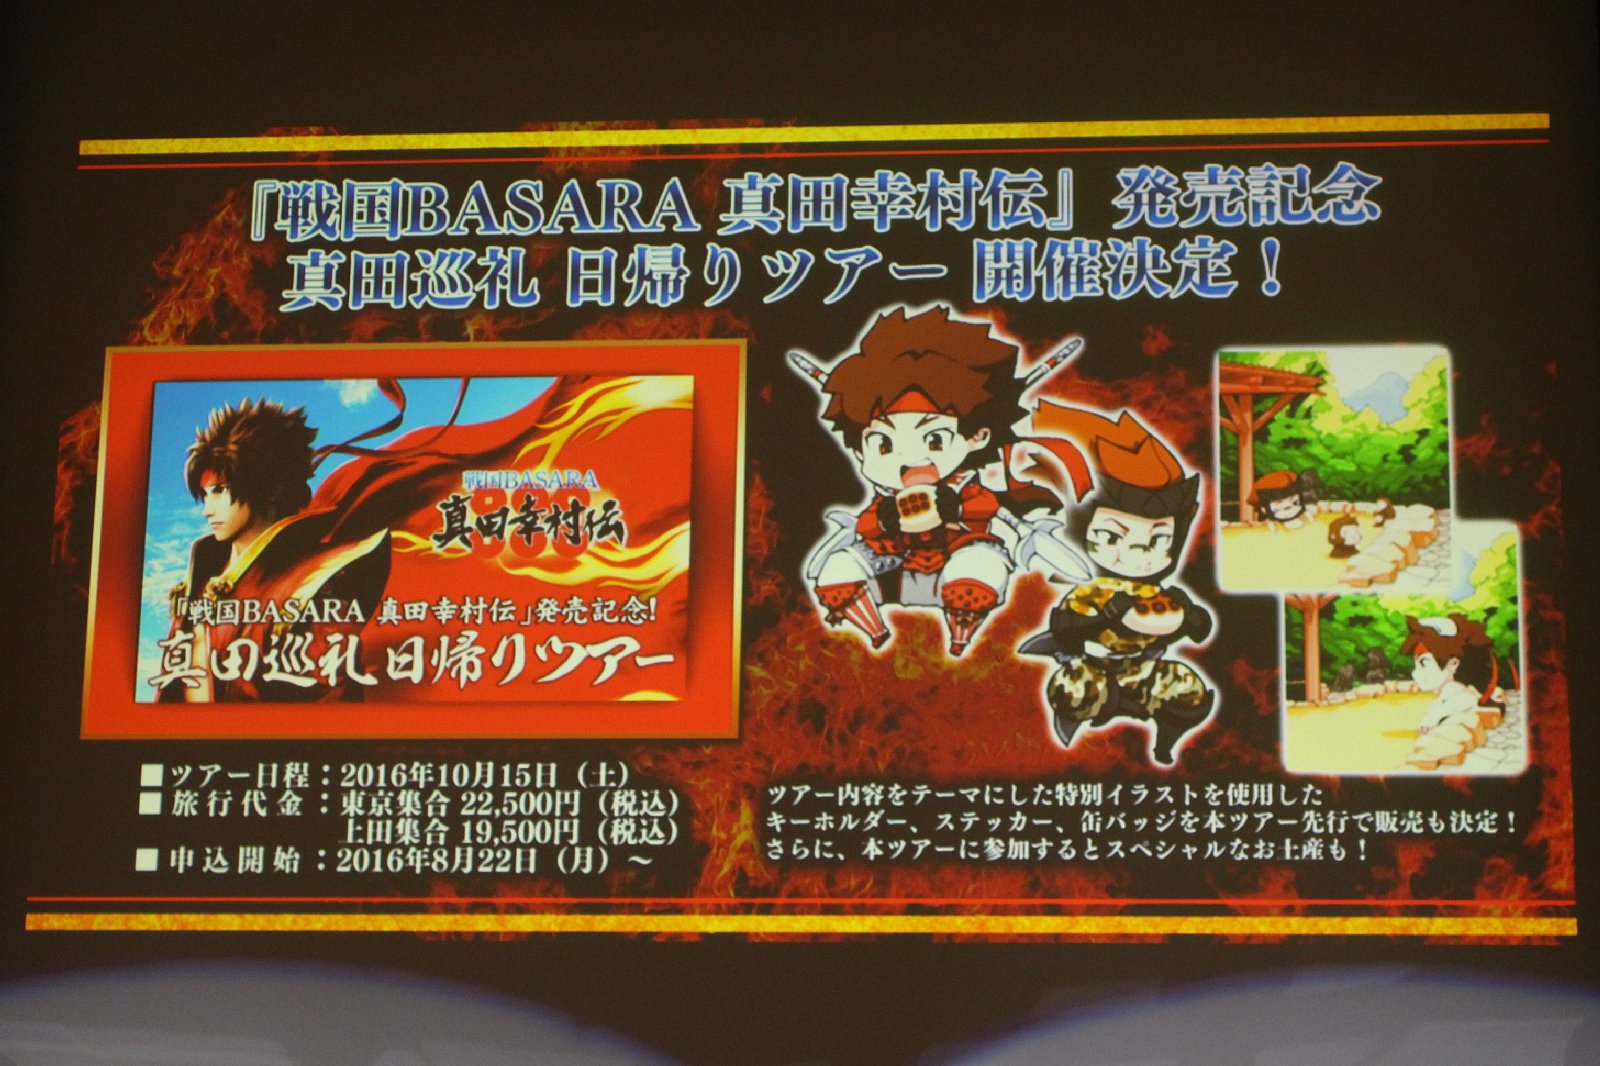 『戦国BASARA 真田幸村伝』発売記念
真田巡礼 日帰りツアー 開催決定！
戦国BASARA
真田幸村伝
「戦国BASARA 真田幸村伝」発売記念!
真田巡礼 日帰りツアー
■ツアー日程：2016年10月15日（土）
■旅行代金：東京集合 22,500円（税込）
上田集合 19,500円（税込）
■申込開始：2016年8月22日（月）～
ツアー内容をテーマにした特別イラストを使用した
キーホルダー、ステッカー、缶バッジを本ツアー先行で販売も決定！
さらに、本ツアーに参加するとスペシャルなお土産も！